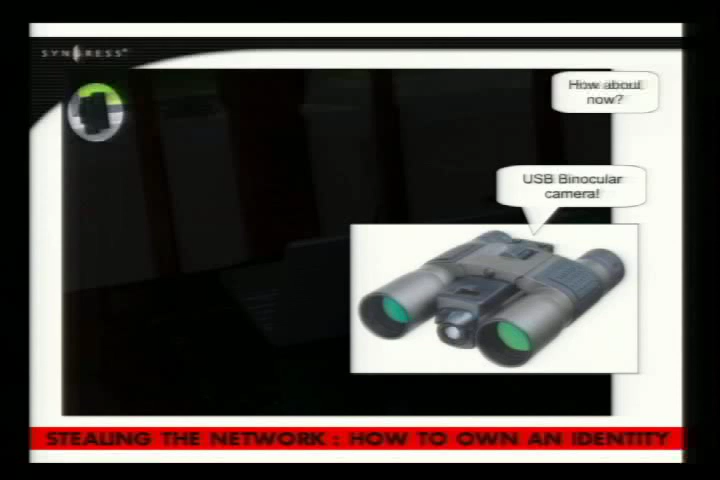 SYNGRESS
How about
now?
USB Binocular
camera!
STEALING THE NETWORK : HOW TO OWN AN IDENTITY